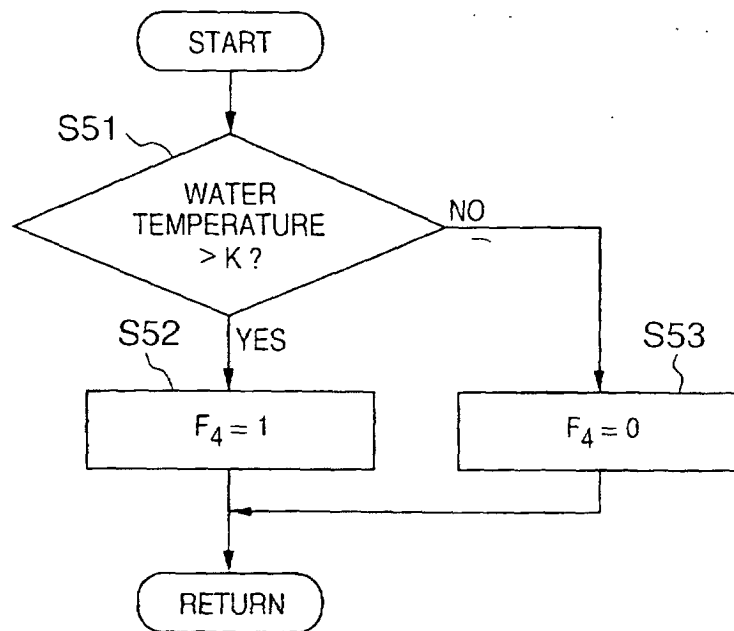 START
S51
WATER
TEMPERATURE
> K ?
NO
YES
S52
F₄ = 1
S53
F₄ = 0
RETURN